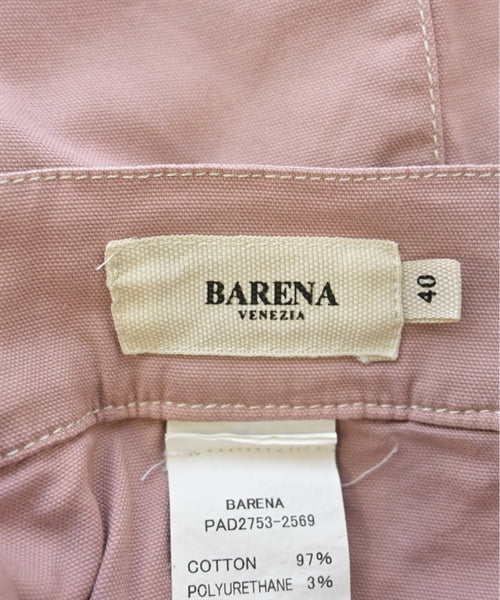 BARENA
VENEZIA
40
BARENA
PAD2753-2569
COTTON 97%
POLYURETHANE 3%